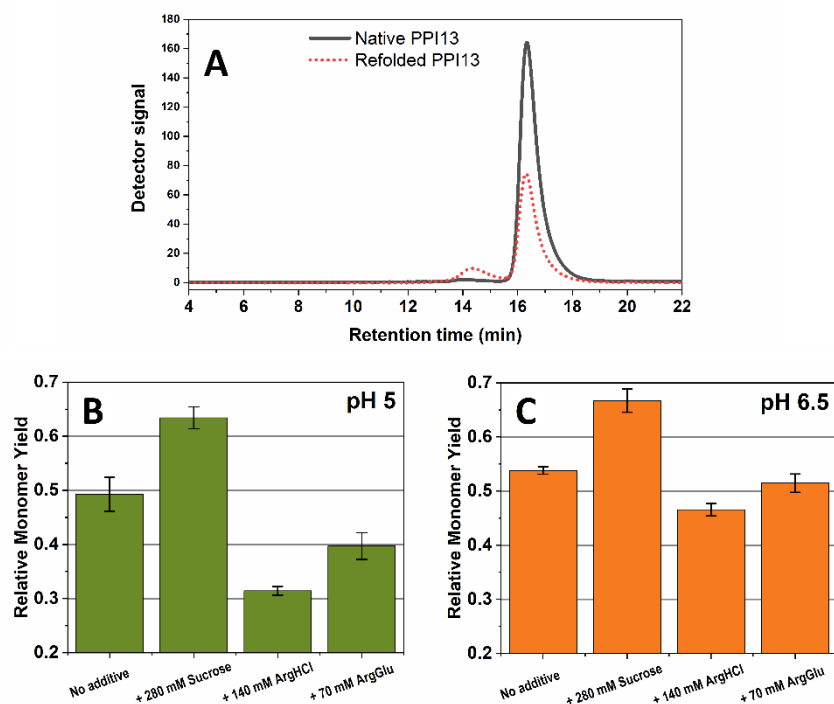 A
Native PPI13
Refolded PPI13
Detector signal
180
160
140
120
100
80
60
40
20
0
4 6 8 10 12 14 16 18 20 22
Retention time (min)
B
pH 5
Relative Monomer Yield
0.7
0.6
0.5
0.4
0.3
0.2
No additive
+ 280 mM Sucrose
+ 140 mM ArgHCl
+ 70 mM ArgGlu
C
pH 6.5
Relative Monomer Yield
0.7
0.6
0.5
0.4
0.3
0.2
No additive
+ 280 mM Sucrose
+ 140 mM ArgHCl
+ 70 mM ArgGlu